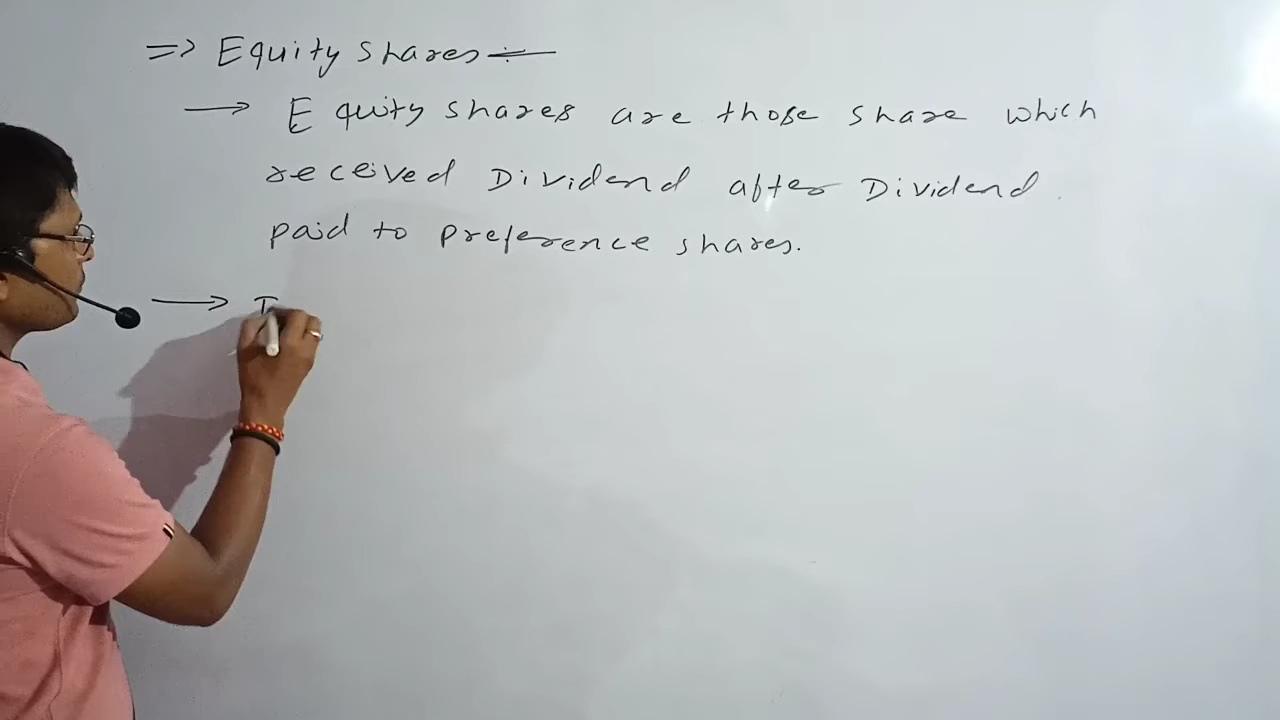 => Equity shares :-
→ Equity shares are those share which
received Dividend after Dividend
paid to preference shares.
→ I